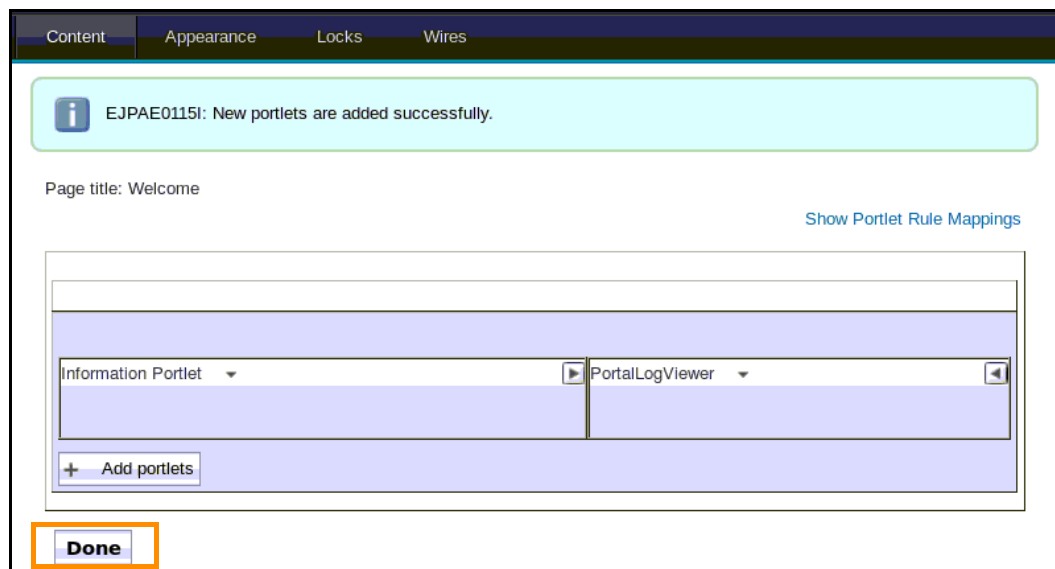 Content Appearance Locks Wires
EJPAE0115I: New portlets are added successfully.
Page title: Welcome
Show Portlet Rule Mappings
Information Portlet PortalLogViewer
+ Add portlets
Done